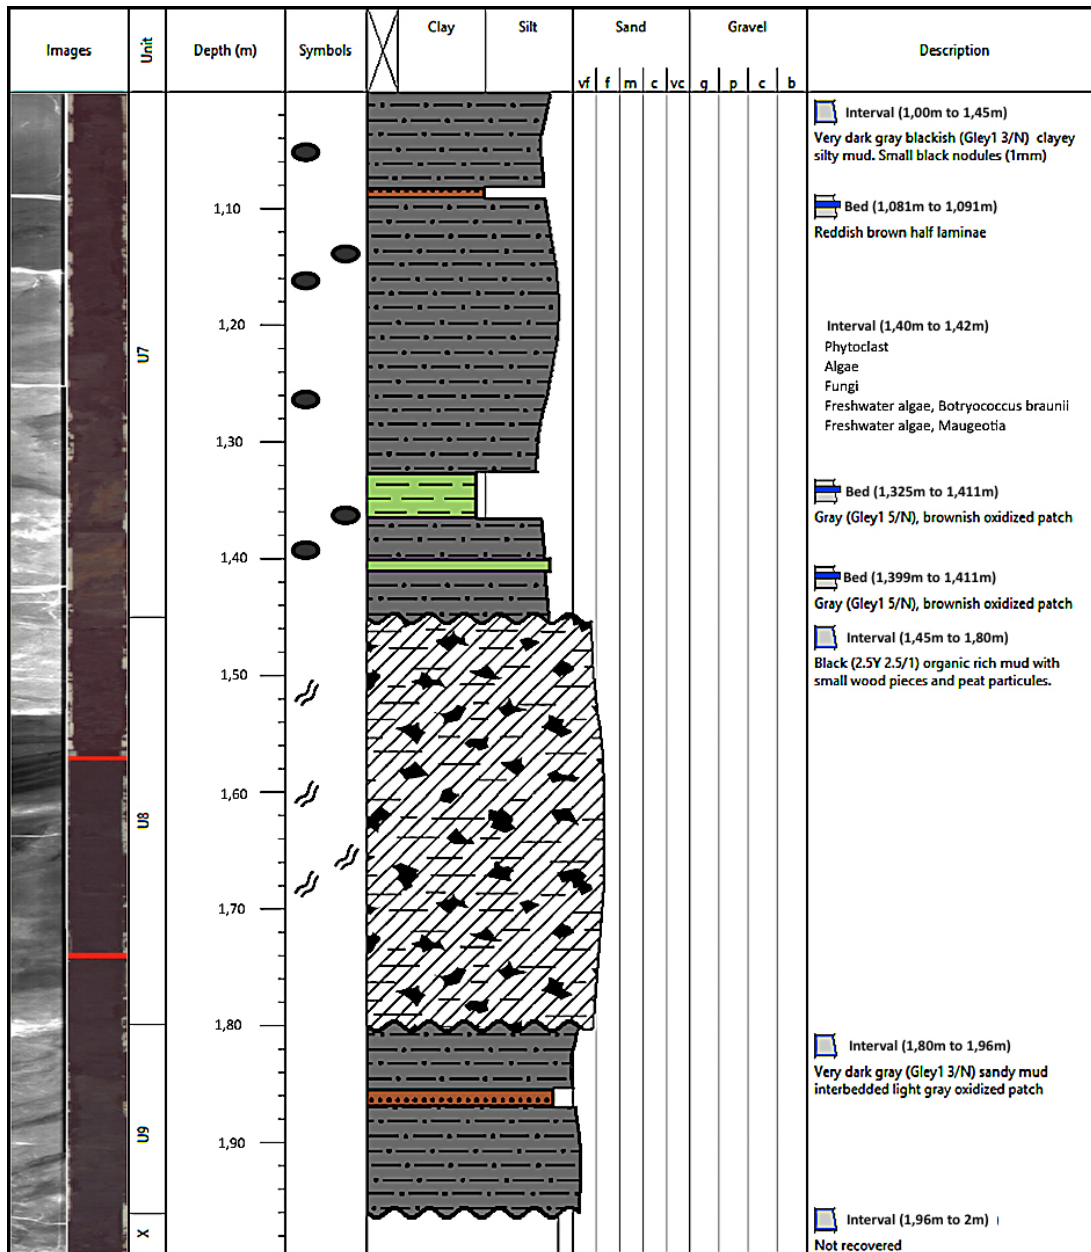 Images
Unit
Depth (m)
Symbols
Clay
Silt
Sand
Gravel
Description
vf f m c vc g p c b
Interval (1,00m to 1,45m)
Very dark gray blackish (Gley1 3/N) clayey
silty mud. Small black nodules (1mm)
1,10
Bed (1,081m to 1,091m)
Reddish brown half laminae
1,20
Interval (1,40m to 1,42m)
Phytoclast
Algae
Fungi
Freshwater algae, Botryococcus braunii
Freshwater algae, Maugeotia
U7
1,30
Bed (1,325m to 1,411m)
Gray (Gley1 5/N), brownish oxidized patch
1,40
Bed (1,399m to 1,411m)
Gray (Gley1 5/N), brownish oxidized patch
Interval (1,45m to 1,80m)
Black (2.5Y 2.5/1) organic rich mud with
small wood pieces and peat particules.
1,50
1,60
U8
1,70
1,80
Interval (1,80m to 1,96m)
Very dark gray (Gley1 3/N) sandy mud
interbedded light gray oxidized patch
U9
1,90
X
Interval (1,96m to 2m)
Not recovered